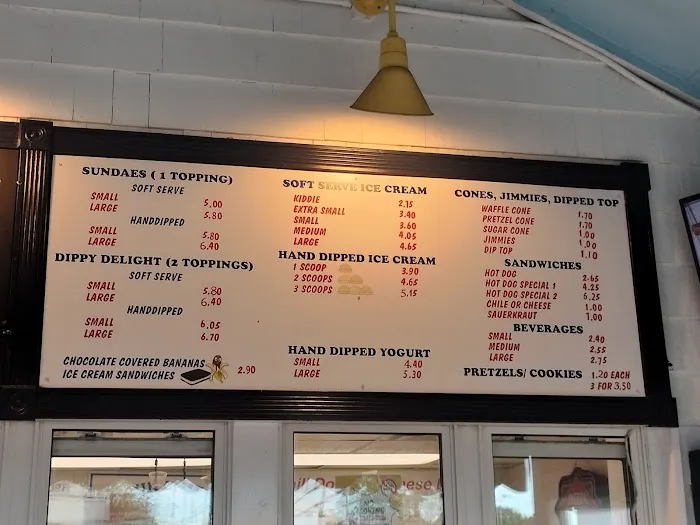 SUNDAES ( 1 TOPPING)
SOFT SERVE
SMALL 5.00
LARGE 5.80
HANDDIPPED
SMALL 5.80
LARGE 6.40
DIPPY DELIGHT (2 TOPPINGS)
SOFT SERVE
SMALL 5.80
LARGE 6.40
HANDDIPPED
SMALL 6.05
LARGE 6.70
CHOCOLATE COVERED BANANAS
ICE CREAM SANDWICHES 2.90
SOFT SERVE ICE CREAM
KIDDIE 2.15
EXTRA SMALL 3.40
SMALL 3.60
MEDIUM 4.05
LARGE 4.65
HAND DIPPED ICE CREAM
1 SCOOP 3.90
2 SCOOPS 4.65
3 SCOOPS 5.15
HAND DIPPED YOGURT
SMALL 4.40
LARGE 5.30
CONES, JIMMIES, DIPPED TOP
WAFFLE CONE 1.70
PRETZEL CONE 1.70
SUGAR CONE 1.00
JIMMIES 1.00
DIP TOP 1.10
SANDWICHES
HOT DOG 2.65
HOT DOG SPECIAL 1 4.25
HOT DOG SPECIAL 2 6.25
CHILE OR CHEESE 1.00
SAUERKRAUT 1.00
BEVERAGES
SMALL 2.40
MEDIUM 2.55
LARGE 2.75
PRETZELS/ COOKIES 1.20 EACH
3 FOR 3.50